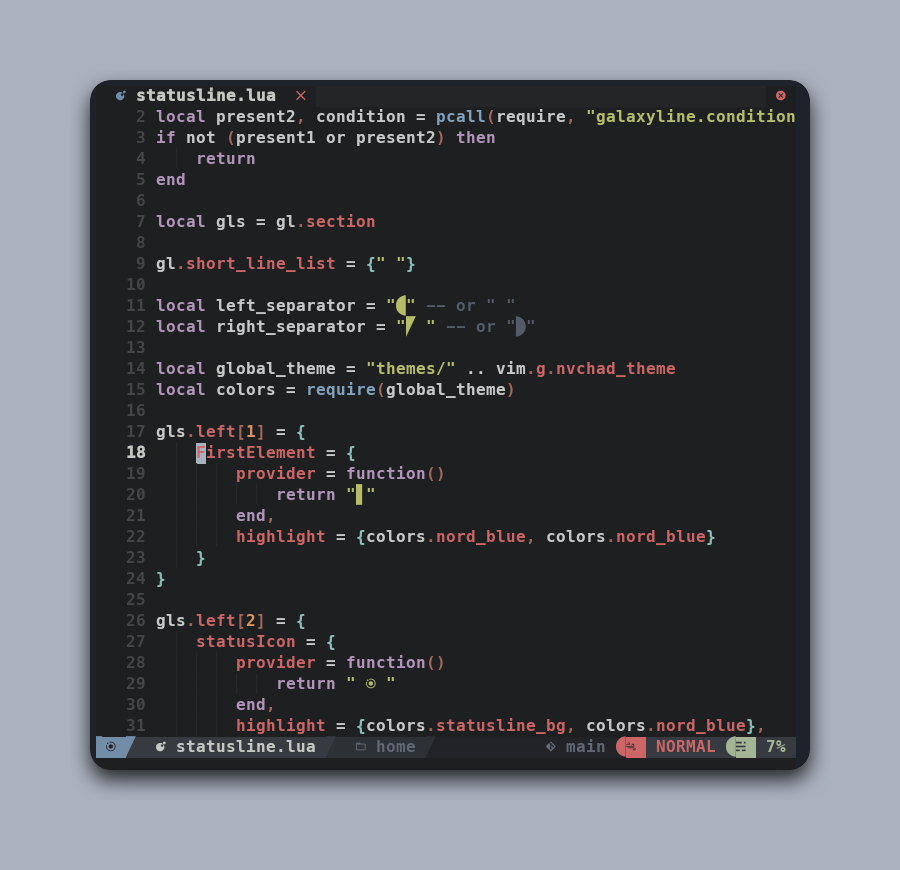 statusline.lua
2 local present2, condition = pcall(require, "galaxyline.condition
3 if not (present1 or present2) then
4     return
5 end
6
7 local gls = gl.section
8
9 gl.short_line_list = {" "}
10
11 local left_separator = "" -- or " "
12 local right_separator = " " -- or ""
13
14 local global_theme = "themes/" .. vim.g.nvchad_theme
15 local colors = require(global_theme)
16
17 gls.left[1] = {
18     FirstElement = {
19         provider = function()
20             return "▋"
21         end,
22         highlight = {colors.nord_blue, colors.nord_blue}
23     }
24 }
25
26 gls.left[2] = {
27     statusIcon = {
28         provider = function()
29             return "  "
30         end,
31         highlight = {colors.statusline_bg, colors.nord_blue},
statusline.lua home main NORMAL 7%